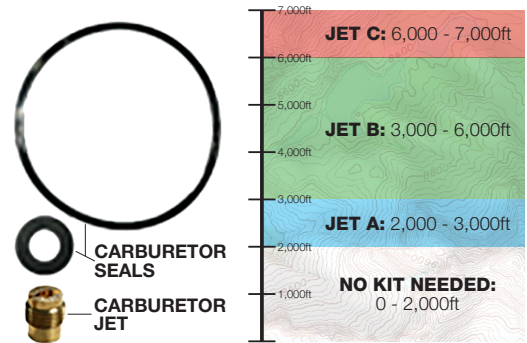 CARBURETOR
SEALS
CARBURETOR
JET
7,000ft
6,000ft
5,000ft
4,000ft
3,000ft
2,000ft
1,000ft
JET C: 6,000 - 7,000ft
JET B: 3,000 - 6,000ft
JET A: 2,000 - 3,000ft
NO KIT NEEDED:
0 - 2,000ft